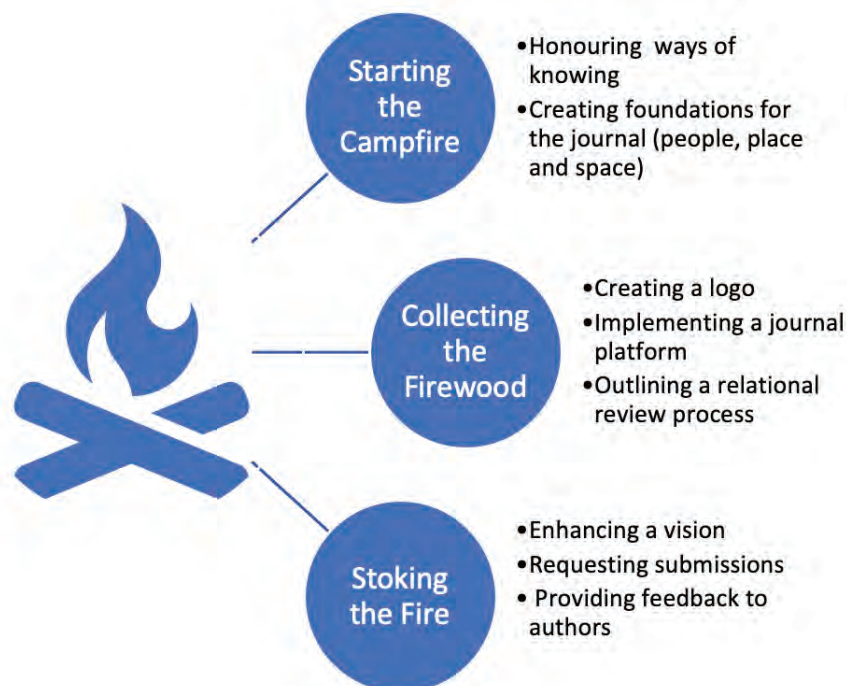 Starting
the
Campfire
•Honouring ways of
knowing
•Creating foundations for
the journal (people, place
and space)
Collecting
the
Firewood
•Creating a logo
•Implementing a journal
platform
•Outlining a relational
review process
Stoking
the Fire
•Enhancing a vision
•Requesting submissions
• Providing feedback to
authors